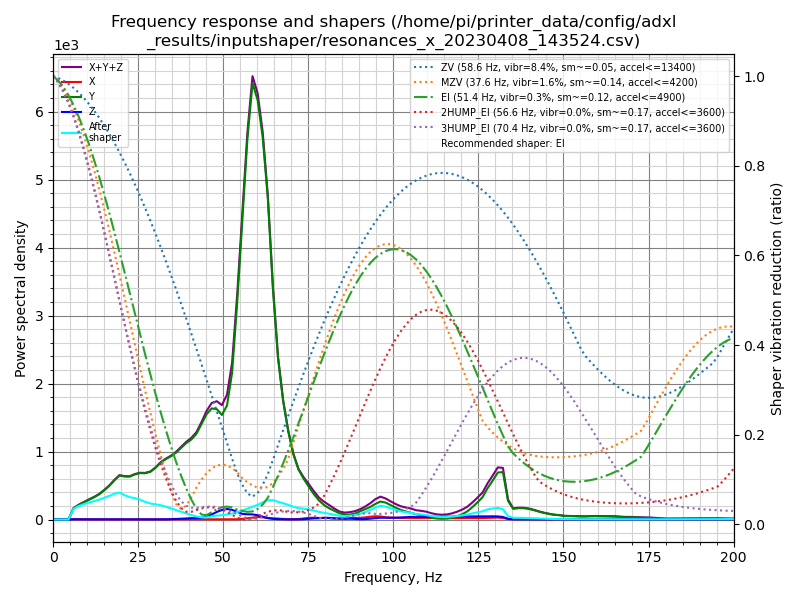 Frequency response and shapers (/home/pi/printer_data/config/adxl
_results/inputshaper/resonances_x_20230408_143524.csv)
1e3
X+Y+Z
X
Y
Z
After
shaper
ZV (58.6 Hz, vibr=8.4%, sm~=0.05, accel<=13400)
MZV (37.6 Hz, vibr=1.6%, sm~=0.14, accel<=4200)
EI (51.4 Hz, vibr=0.3%, sm~=0.12, accel<=4900)
2HUMP_EI (56.6 Hz, vibr=0.0%, sm~=0.17, accel<=3600)
3HUMP_EI (70.4 Hz, vibr=0.0%, sm~=0.17, accel<=3600)
Recommended shaper: EI
Power spectral density
6
5
4
3
2
1
0
1.0
0.8
0.6
0.4
0.2
0.0
Shaper vibration reduction (ratio)
0 25 50 75 100 125 150 175 200
Frequency, Hz